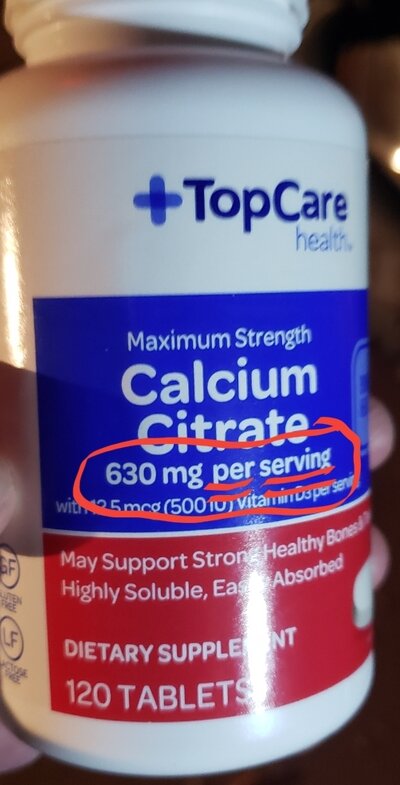 TopCare
health
Maximum Strength
Calcium
Citrate
630 mg per serving
with 12.5 mcg (500 IU) Vitamin D3 per
May Support Strong Healthy Bones
Highly Soluble, Easily Absorbed
GF
GLUTEN
FREE
LF
LACTOSE
FREE
DIETARY SUPPLEMENT
120 TABLETS